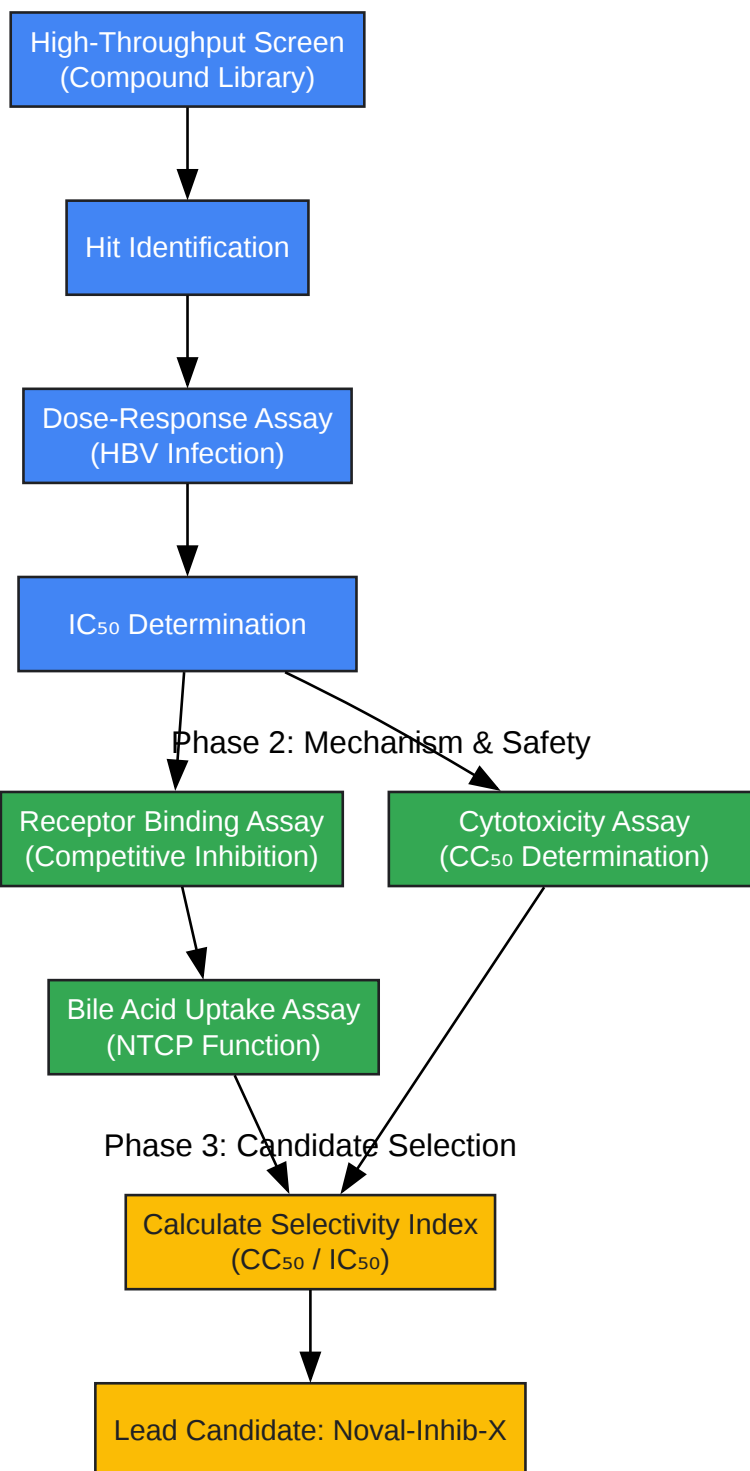 High-Throughput Screen
(Compound Library)
Hit Identification
Dose-Response Assay
(HBV Infection)
IC₅₀ Determination
Phase 2: Mechanism & Safety
Receptor Binding Assay
(Competitive Inhibition)
Cytotoxicity Assay
(CC₅₀ Determination)
Bile Acid Uptake Assay
(NTCP Function)
Phase 3: Candidate Selection
Calculate Selectivity Index
(CC₅₀ / IC₅₀)
Lead Candidate: Noval-Inhib-X